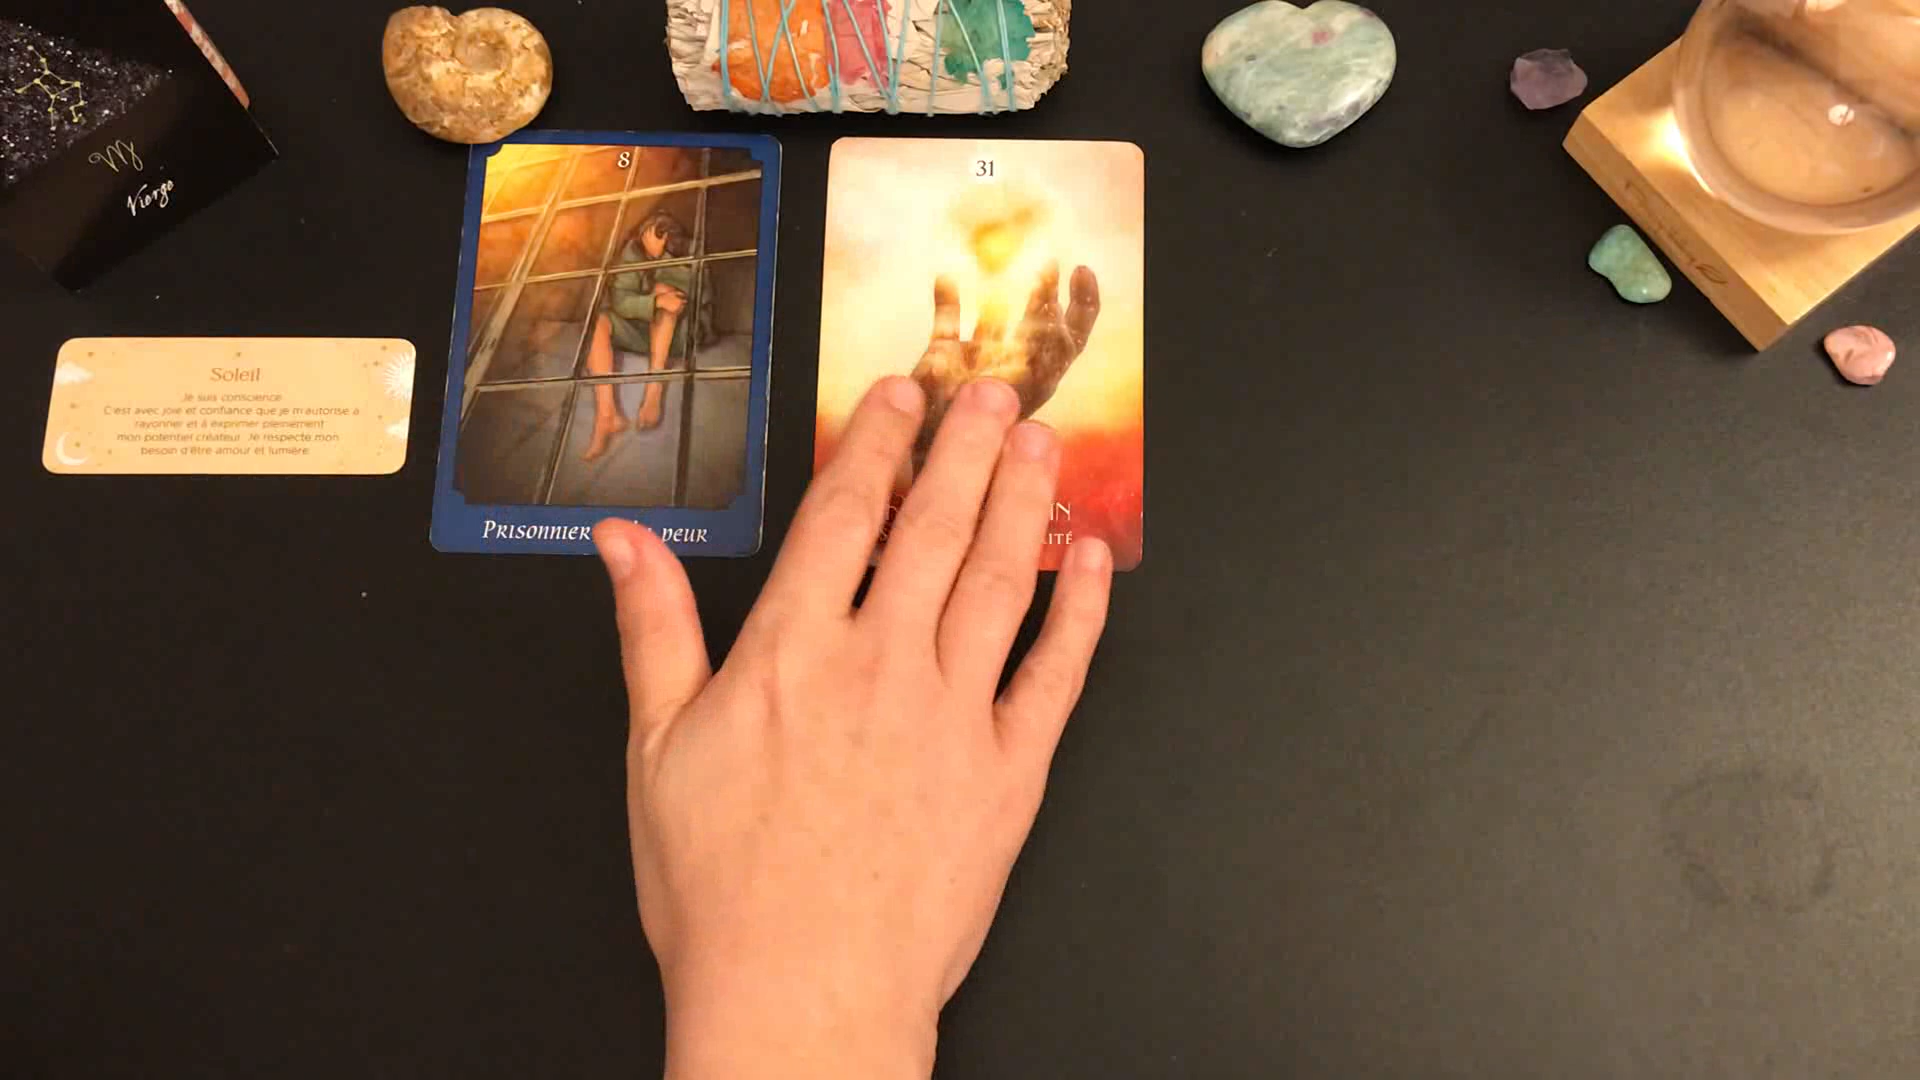 ♍
Vierge
Soleil
Je suis conscience
C'est avec joie et confiance que je m'autorise à
rayonner et à exprimer pleinement
mon potentiel créateur. Je respecte mon
besoin d'être amour et lumière.
8
Prisonnier peur
31